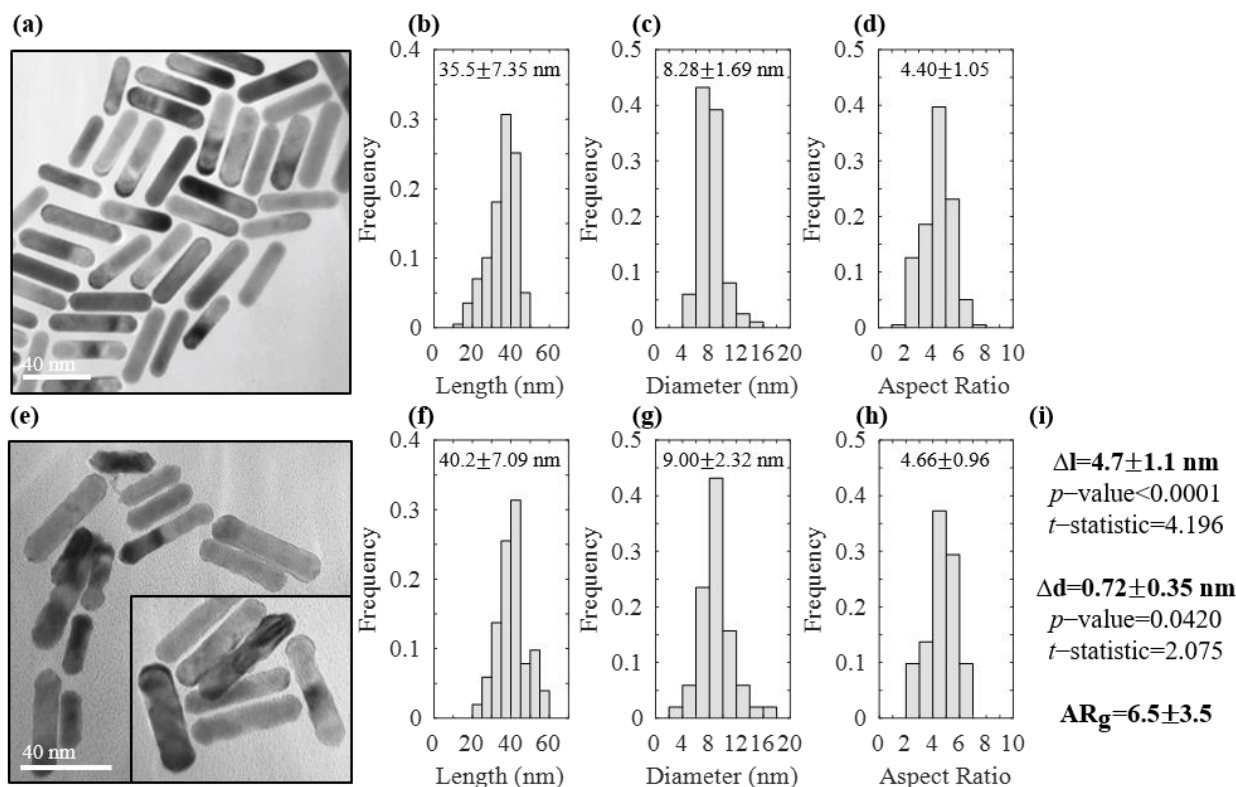 (a)
40 nm
(b)
35.5±7.35 nm
Frequency
0.4
0.3
0.2
0.1
0
0 20 40 60
Length (nm)
(c)
8.28±1.69 nm
Frequency
0.5
0.4
0.3
0.2
0.1
0
0 4 8 12 16 20
Diameter (nm)
(d)
4.40±1.05
Frequency
0.5
0.4
0.3
0.2
0.1
0
0 2 4 6 8 10
Aspect Ratio
(e)
40 nm
(f)
40.2±7.09 nm
Frequency
0.4
0.3
0.2
0.1
0
0 20 40 60
Length (nm)
(g)
9.00±2.32 nm
Frequency
0.5
0.4
0.3
0.2
0.1
0
0 4 8 12 16 20
Diameter (nm)
(h)
4.66±0.96
Frequency
0.5
0.4
0.3
0.2
0.1
0
0 2 4 6 8 10
Aspect Ratio
(i)
Δl=4.7±1.1 nm
p−value<0.0001
t−statistic=4.196
Δd=0.72±0.35 nm
p−value=0.0420
t−statistic=2.075
ARg=6.5±3.5